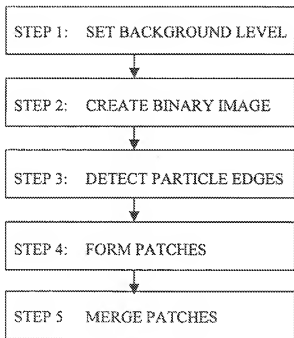 STEP 1: SET BACKGROUND LEVEL
STEP 2: CREATE BINARY IMAGE
STEP 3: DETECT PARTICLE EDGES
STEP 4: FORM PATCHES
STEP 5 MERGE PATCHES